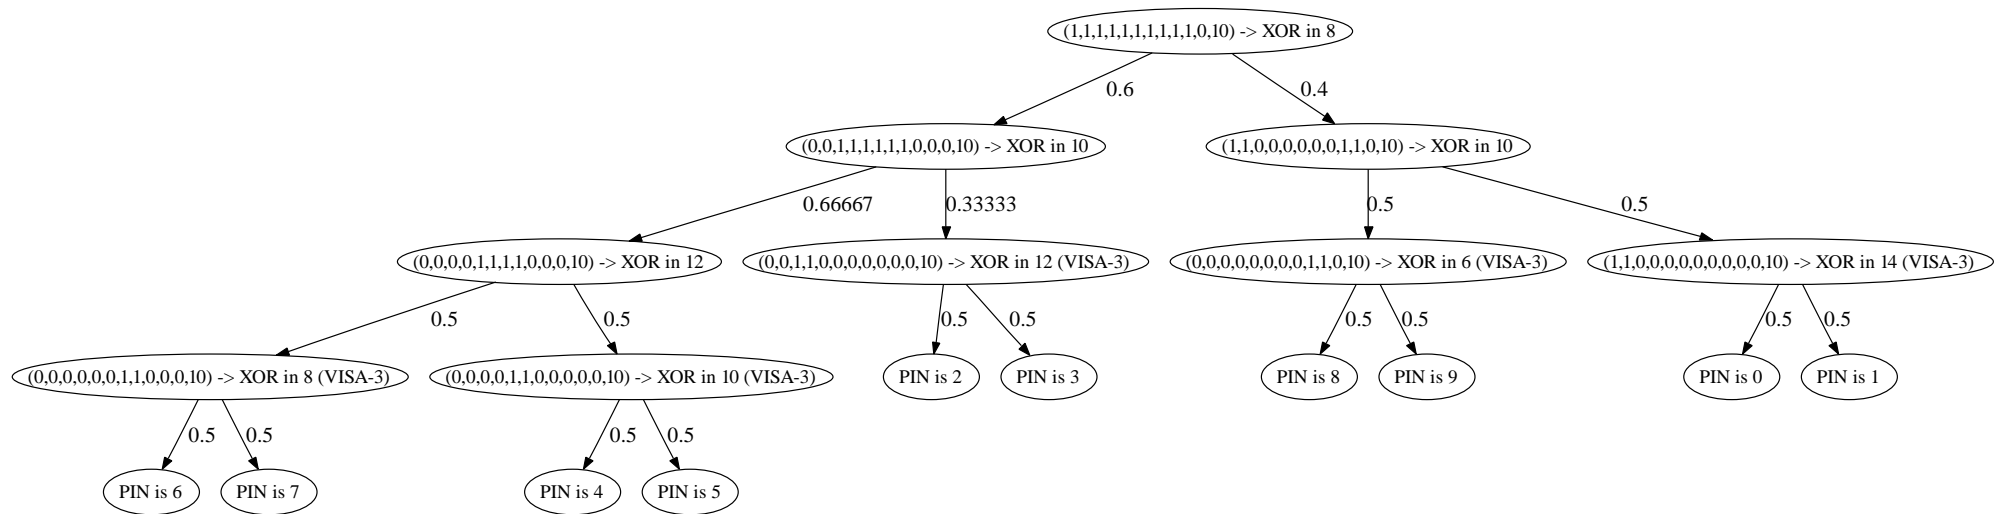 (1,1,1,1,1,1,1,1,1,1,0,10) -> XOR in 8
0.6
0.4
(0,0,1,1,1,1,1,1,0,0,0,10) -> XOR in 10
(1,1,0,0,0,0,0,0,1,1,0,10) -> XOR in 10
0.66667
0.33333
0.5
0.5
(0,0,0,0,1,1,1,1,0,0,0,10) -> XOR in 12
(0,0,1,1,0,0,0,0,0,0,0,10) -> XOR in 12 (VISA-3)
(0,0,0,0,0,0,0,0,1,1,0,10) -> XOR in 6 (VISA-3)
(1,1,0,0,0,0,0,0,0,0,0,10) -> XOR in 14 (VISA-3)
0.5
0.5
0.5
0.5
0.5
0.5
0.5
0.5
(0,0,0,0,0,0,1,1,0,0,0,10) -> XOR in 8 (VISA-3)
(0,0,0,0,1,1,0,0,0,0,0,10) -> XOR in 10 (VISA-3)
PIN is 2
PIN is 3
PIN is 8
PIN is 9
PIN is 0
PIN is 1
0.5
0.5
0.5
0.5
PIN is 6
PIN is 7
PIN is 4
PIN is 5